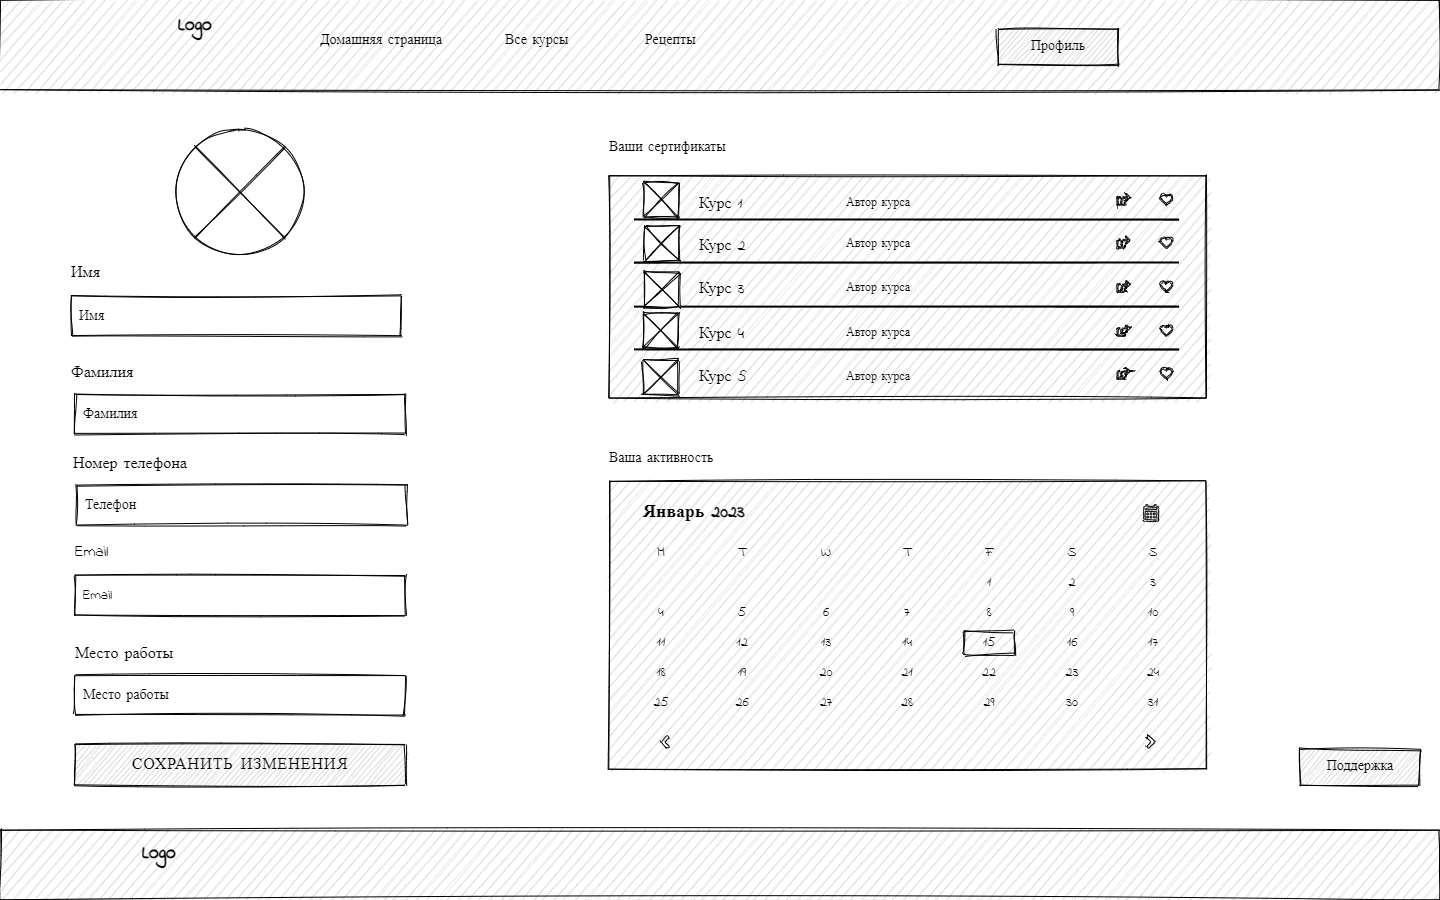 Logo
Домашняя страница Все курсы Рецепты
Профиль
Имя
Имя
Фамилия
Фамилия
Номер телефона
Телефон
Email
Email
Место работы
Место работы
СОХРАНИТЬ ИЗМЕНЕНИЯ
Ваши сертификаты
Курс 1 Автор курса
Курс 2 Автор курса
Курс 3 Автор курса
Курс 4 Автор курса
Курс 5 Автор курса
Ваша активность
Январь 2023
M T W T F S S
1 2 3
4 5 6 7 8 9 10
11 12 13 14 15 16 17
18 19 20 21 22 23 24
25 26 27 28 29 30 31
Поддержка
Logo